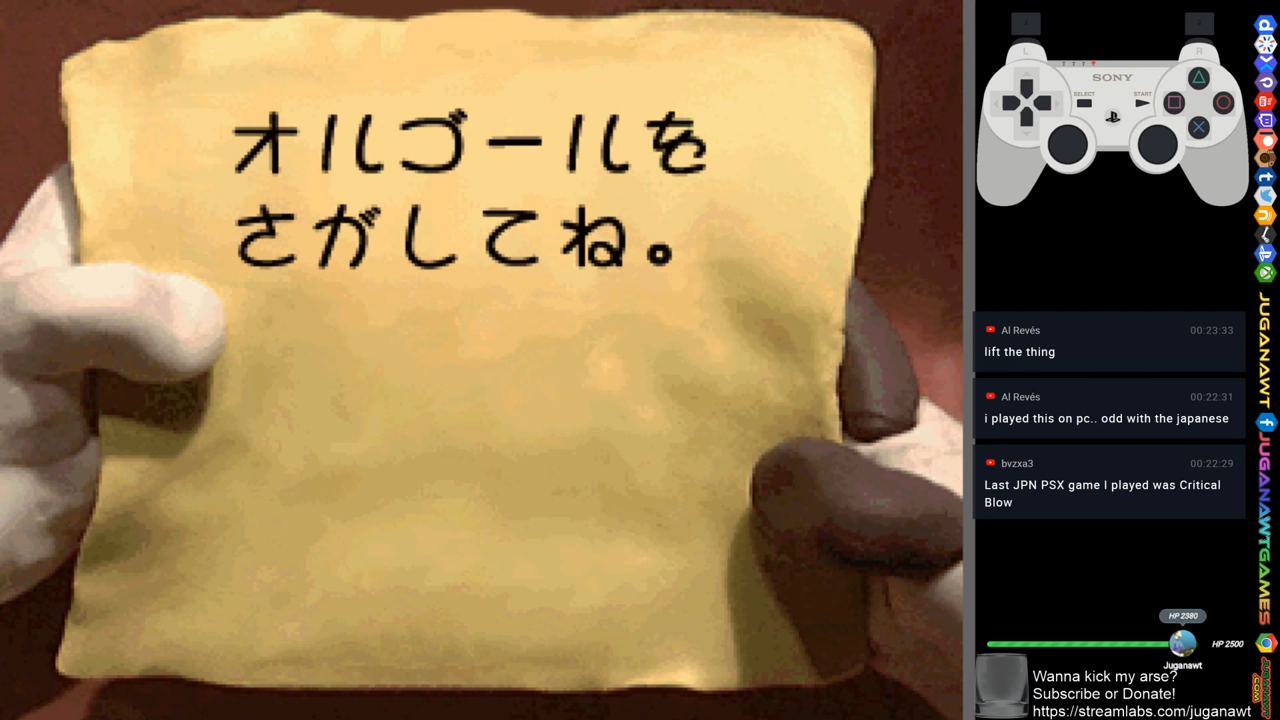 オルゴールを
さがしてね。
L
R
SONY
SELECT
START
Al Revés
00:23:33
lift the thing
Al Revés
00:22:31
i played this on pc.. odd with the japanese
bvzxa3
00:22:29
Last JPN PSX game I played was Critical
Blow
HP 2380
HP 2500
Juganawt
Wanna kick my arse?
Subscribe or Donate!
https://streamlabs.com/juganawt
JUGANAWT
JUGANAWTGAMES
JUGANAWT
.COM